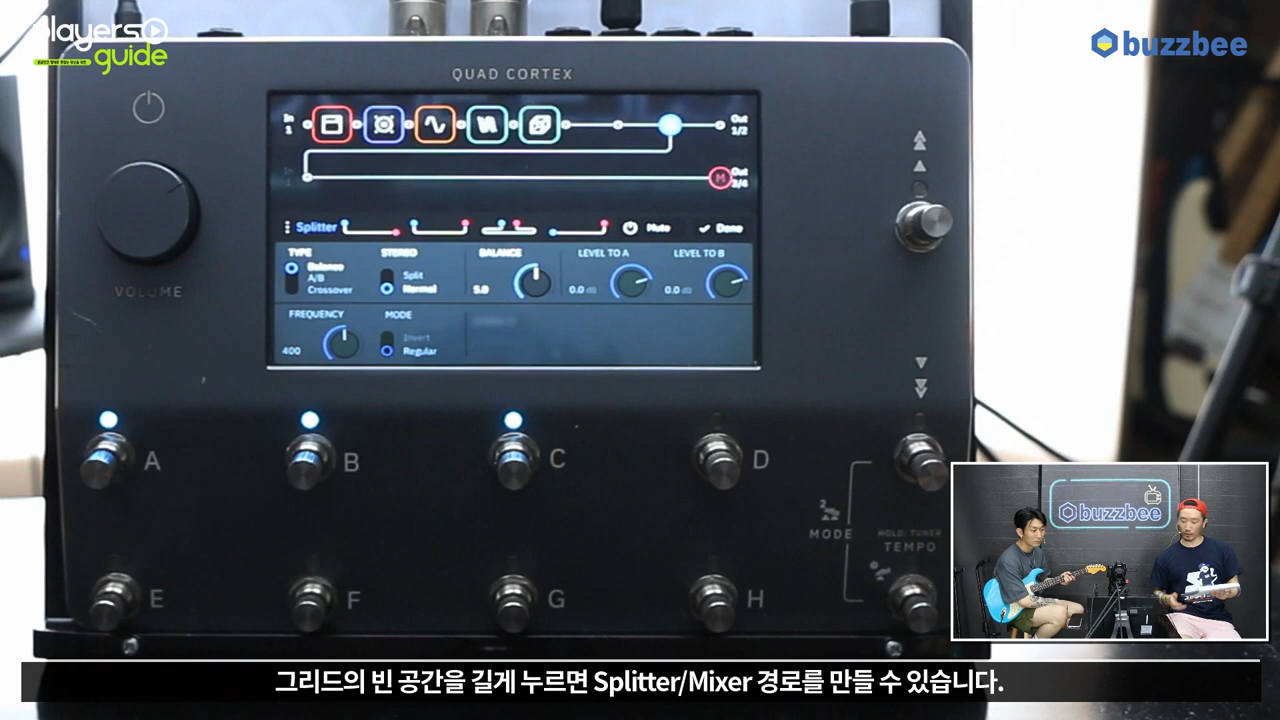 players
guide
buzzbee
QUAD CORTEX
In
1
Out
1/2
M
Out
3/4
Splitter
Mute
Done
TYPE
Balance
A/B
Crossover
STEREO
Split
Normal
BALANCE
5.0
LEVEL TO A
0.0 dB
LEVEL TO B
0.0 dB
FREQUENCY
400
MODE
Invert
Regular
VOLUME
A
B
C
D
MODE
HOLD: TUNER
TEMPO
E
F
G
H
buzzbee
그리드의 빈 공간을 길게 누르면 Splitter/Mixer 경로를 만들 수 있습니다.